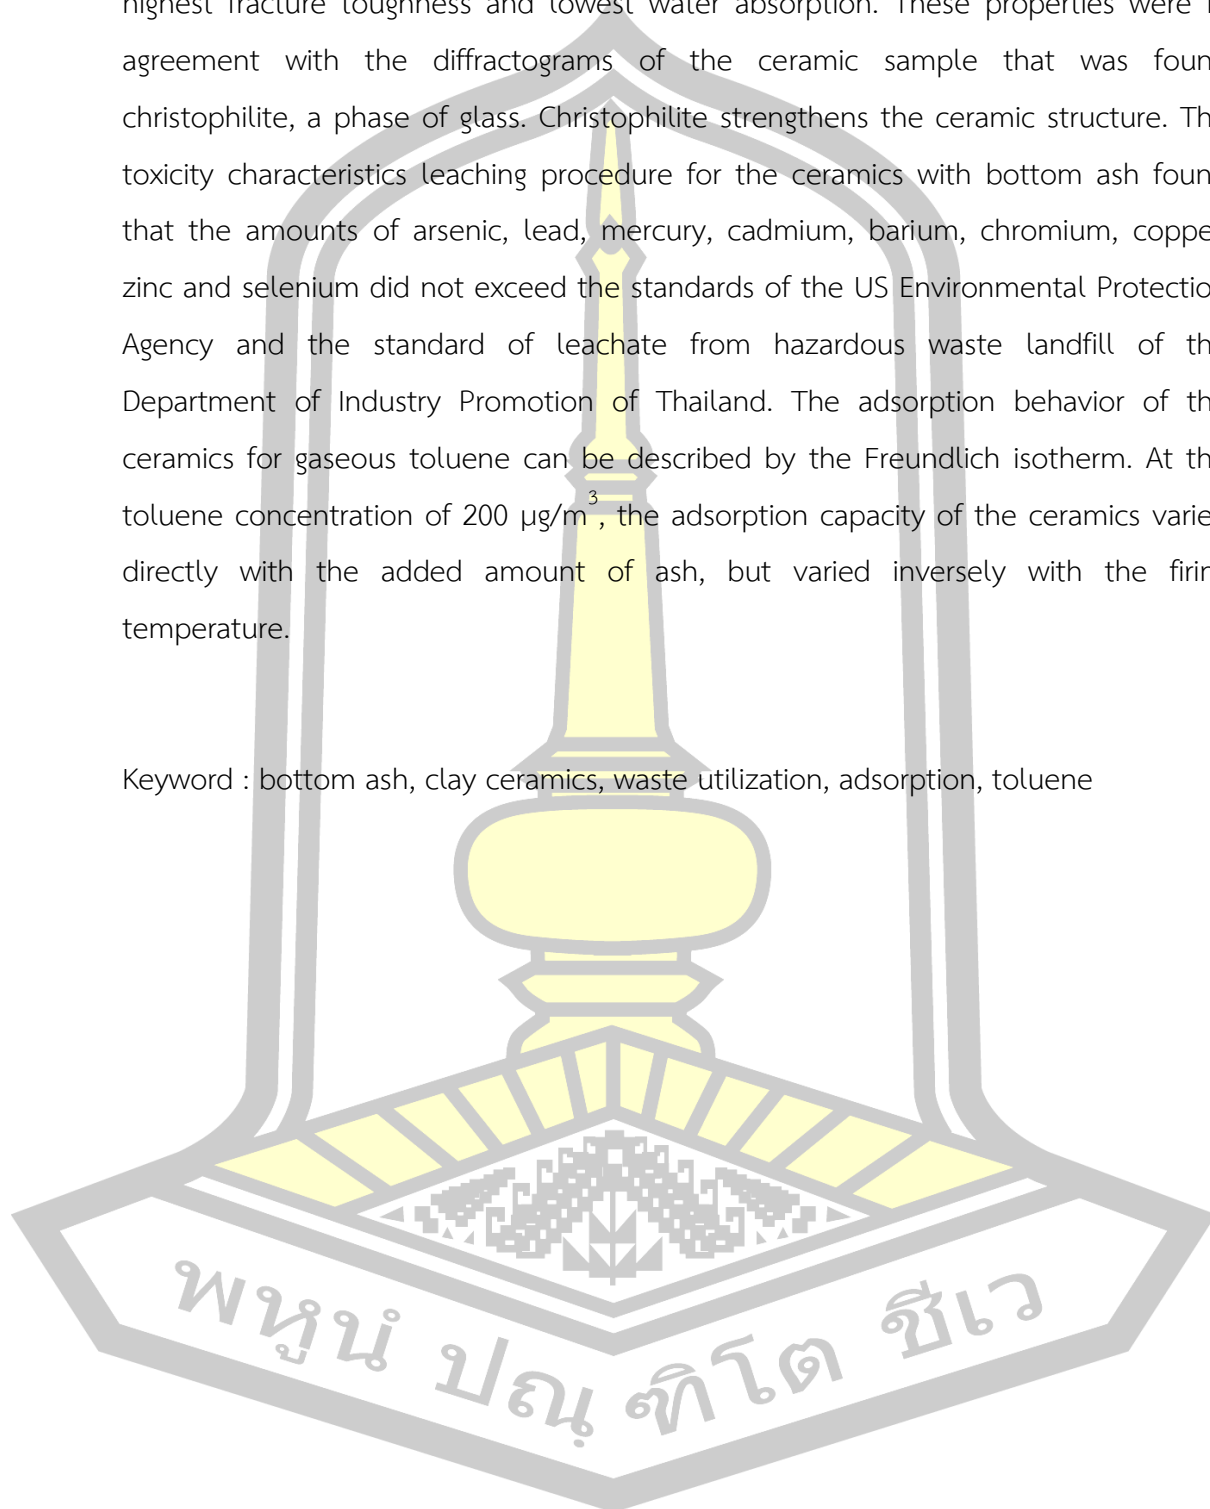 highest fracture toughness and lowest water absorption. These properties were
agreement with the diffractograms of the ceramic sample that was foun
christophilite, a phase of glass. Christophilite strengthens the ceramic structure. Th
toxicity characteristics leaching procedure for the ceramics with bottom ash foun
that the amounts of arsenic, lead, mercury, cadmium, barium, chromium, coppe
zinc and selenium did not exceed the standards of the US Environmental Protectio
Agency and the standard of leachate from hazardous waste landfill of th
Department of Industry Promotion of Thailand. The adsorption behavior of th
ceramics for gaseous toluene can be described by the Freundlich isotherm. At th
toluene concentration of 200 µg/m³, the adsorption capacity of the ceramics varie
directly with the added amount of ash, but varied inversely with the firin
temperature.
Keyword : bottom ash, clay ceramics, waste utilization, adsorption, toluene
พหูนํ ปณฺฑิโต ชีเว